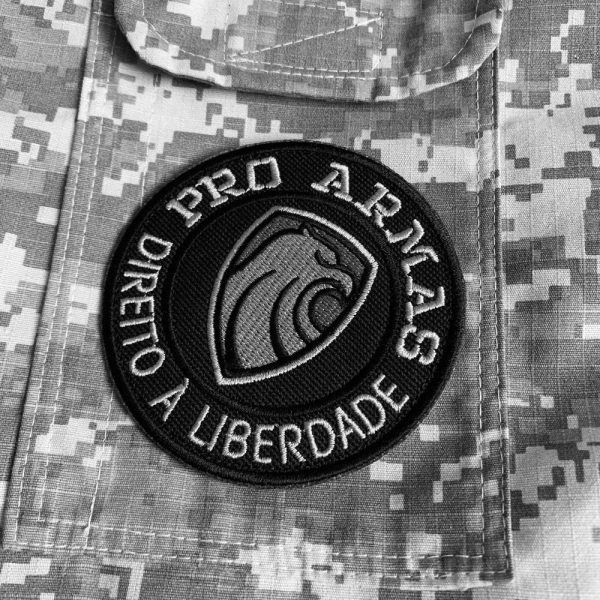 PRO ARMAS
DIREITO À LIBERDADE